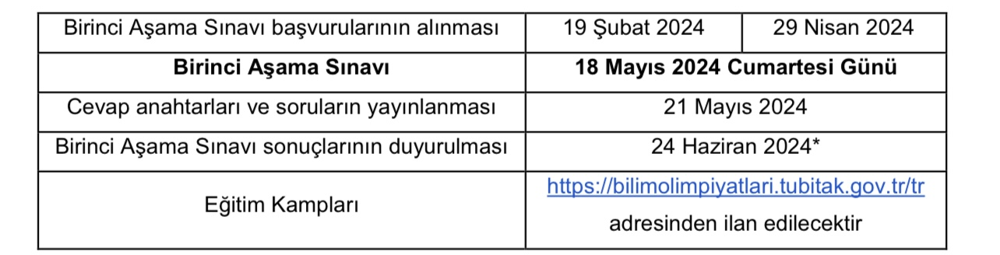 Birinci Aşama Sınavı başvurularının alınması 19 Şubat 2024 29 Nisan 2024
Birinci Aşama Sınavı 18 Mayıs 2024 Cumartesi Günü
Cevap anahtarları ve soruların yayınlanması 21 Mayıs 2024
Birinci Aşama Sınavı sonuçlarının duyurulması 24 Haziran 2024*
Eğitim Kampları
https://bilimolimpiyatlari.tubitak.gov.tr/tr
adresinden ilan edilecektir